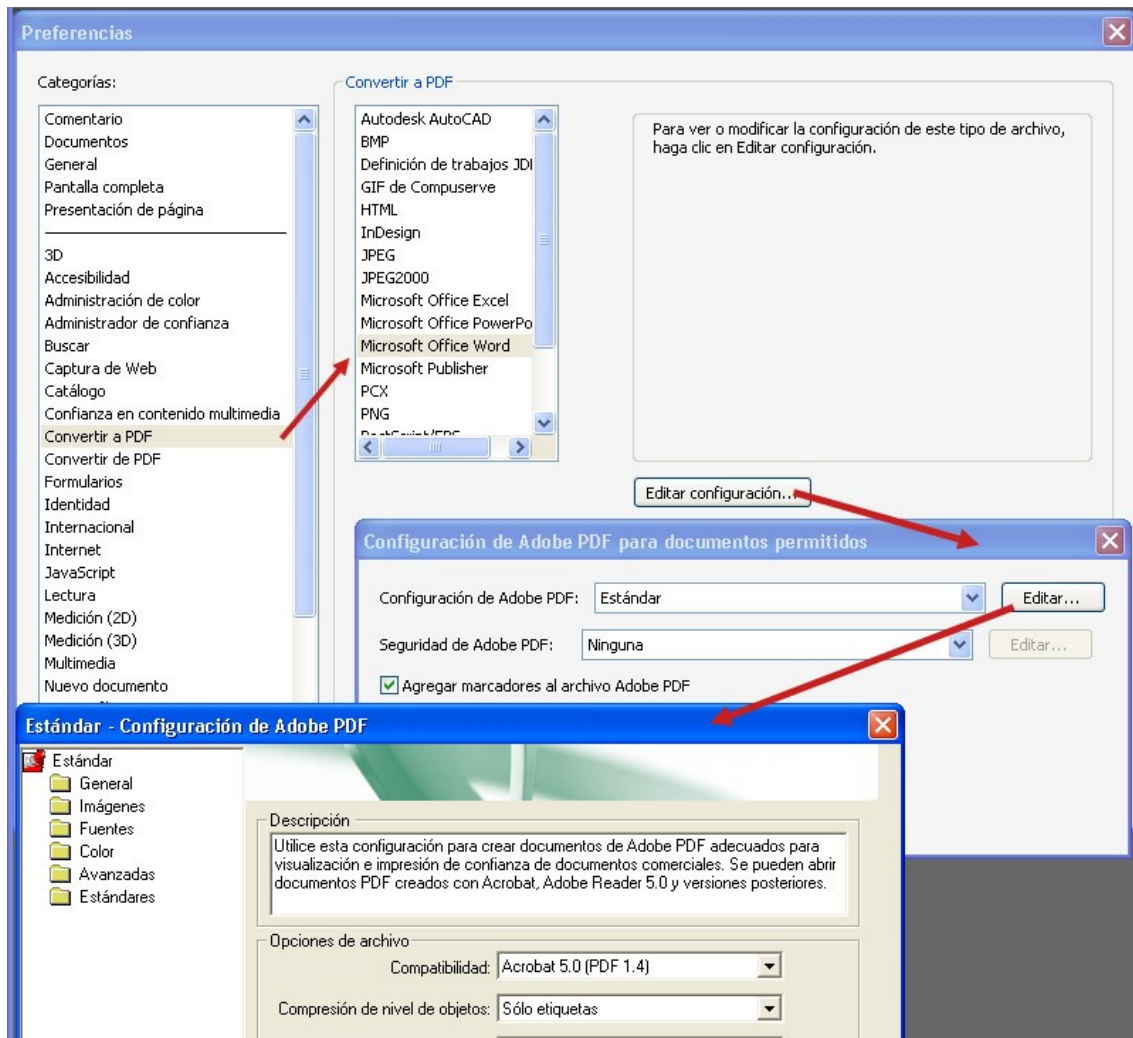 Preferencias
Categorías:
Comentario
Documentos
General
Pantalla completa
Presentación de página
3D
Accesibilidad
Administración de color
Administrador de confianza
Buscar
Captura de Web
Catálogo
Confianza en contenido multimedia
Convertir a PDF
Convertir de PDF
Formularios
Identidad
Internacional
Internet
JavaScript
Lectura
Medición (2D)
Medición (3D)
Multimedia
Nuevo documento
Convertir a PDF
Autodesk AutoCAD
BMP
Definición de trabajos JDI
GIF de Compuserve
HTML
InDesign
JPEG
JPEG2000
Microsoft Office Excel
Microsoft Office PowerPo
Microsoft Office Word
Microsoft Publisher
PCX
PNG
Para ver o modificar la configuración de este tipo de archivo,
haga clic en Editar configuración.
Editar configuración...
Configuración de Adobe PDF para documentos permitidos
Configuración de Adobe PDF: Estándar Editar...
Seguridad de Adobe PDF: Ninguna Editar...
Agregar marcadores al archivo Adobe PDF
Estándar - Configuración de Adobe PDF
Estándar
General
Imágenes
Fuentes
Color
Avanzadas
Estándares
Descripción
Utilice esta configuración para crear documentos de Adobe PDF adecuados para
visualización e impresión de confianza de documentos comerciales. Se pueden abrir
documentos PDF creados con Acrobat, Adobe Reader 5.0 y versiones posteriores.
Opciones de archivo
Compatibilidad: Acrobat 5.0 (PDF 1.4)
Compresión de nivel de objetos: Sólo etiquetas